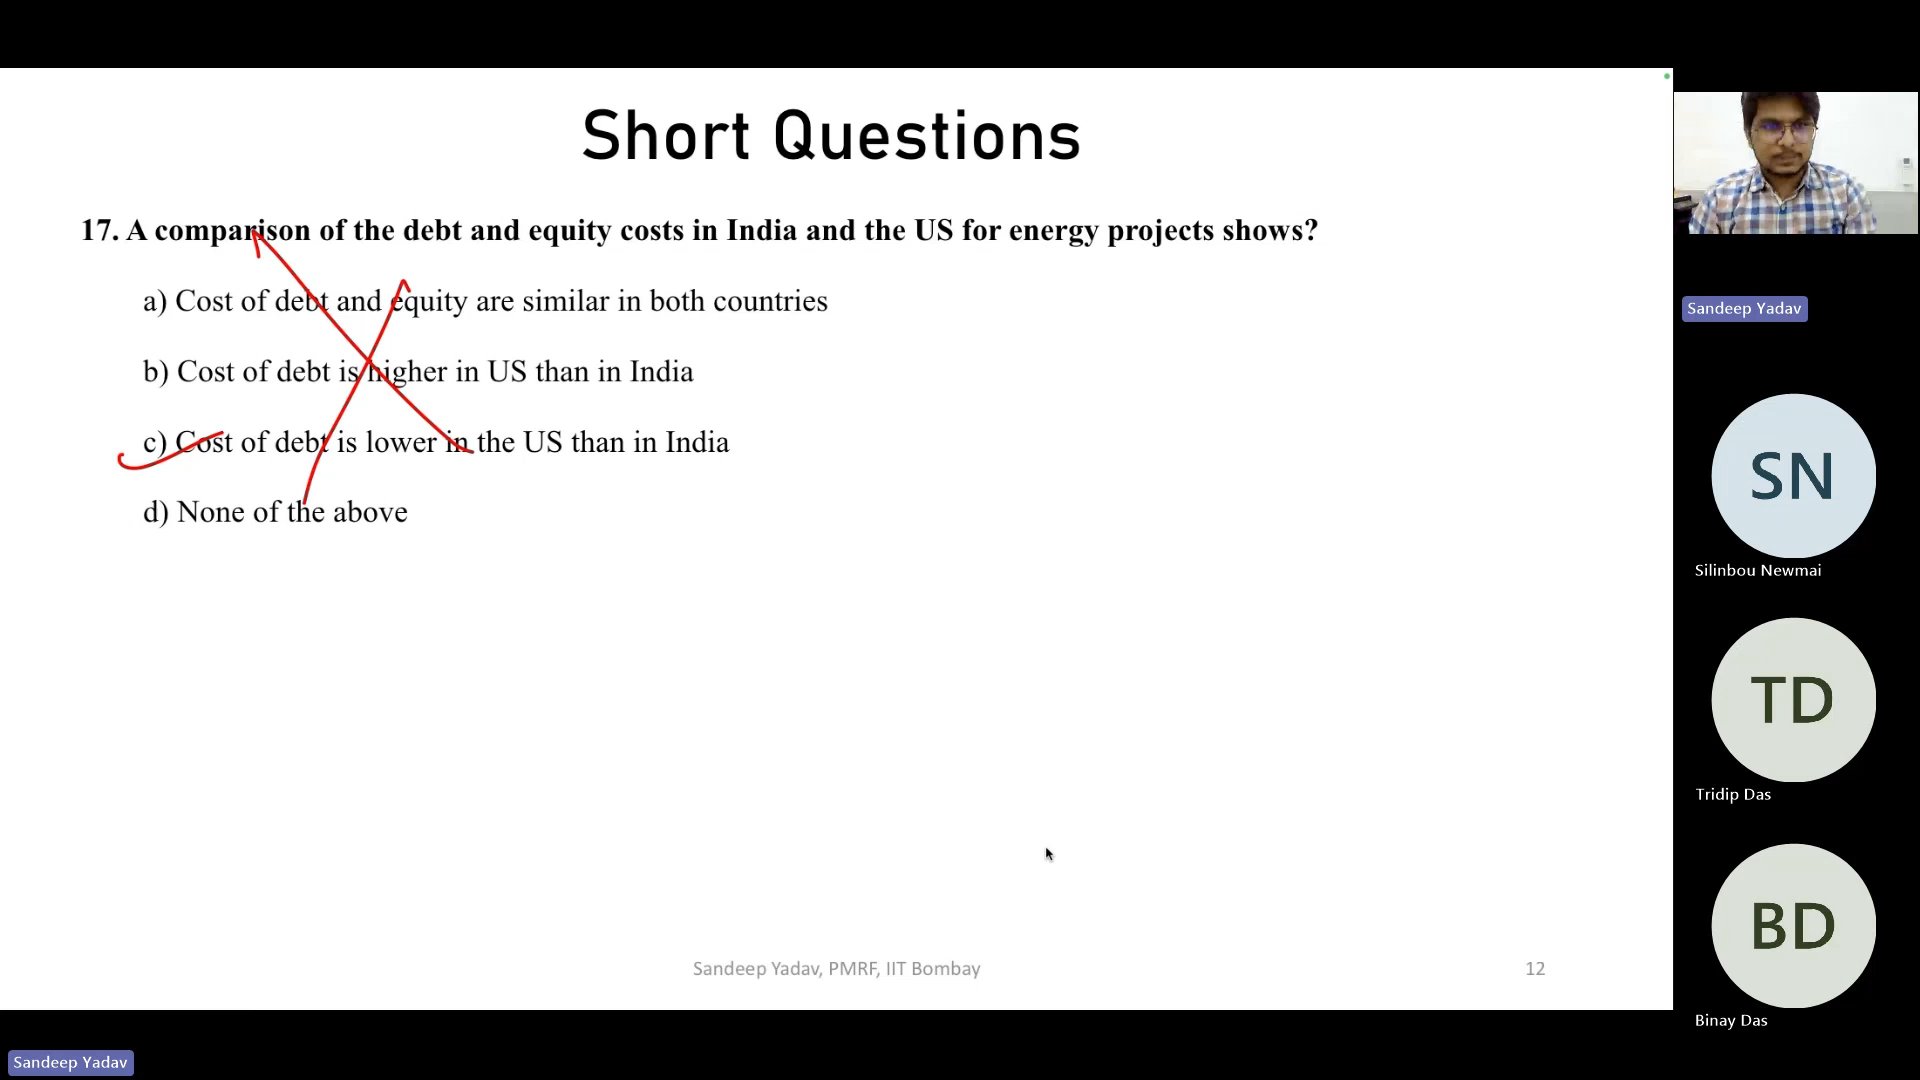 Short Questions
17. A comparison of the debt and equity costs in India and the US for energy projects shows?
a) Cost of debt and equity are similar in both countries
b) Cost of debt is higher in US than in India
c) Cost of debt is lower in the US than in India
d) None of the above
Sandeep Yadav, PMRF, IIT Bombay
12
Sandeep Yadav
SN
Silinbou Newmai
TD
Tridip Das
BD
Binay Das
Sandeep Yadav